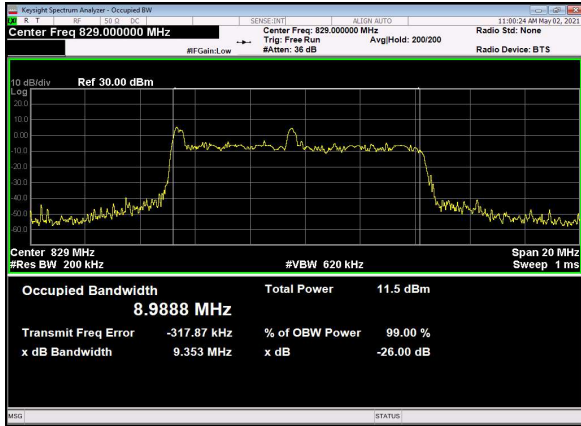 Keysight Spectrum Analyzer - Occupied BW
R T RF 50 Ω DC SENSE:INT ALIGN AUTO 11:00:24 AM May 02, 2021
Center Freq 829.000000 MHz Center Freq: 829.000000 MHz Radio Std: None
Trig: Free Run Avg|Hold: 200/200
#IFGain:Low #Atten: 36 dB Radio Device: BTS
10 dB/div Ref 30.00 dBm
Log
20.0
10.0
0.00
-10.0
-20.0
-30.0
-40.0
-50.0
-60.0
Center 829 MHz Span 20 MHz
#Res BW 200 kHz #VBW 620 kHz Sweep 1 ms
Occupied Bandwidth Total Power 11.5 dBm
8.9888 MHz
Transmit Freq Error -317.87 kHz % of OBW Power 99.00 %
x dB Bandwidth 9.353 MHz x dB -26.00 dB
MSG STATUS